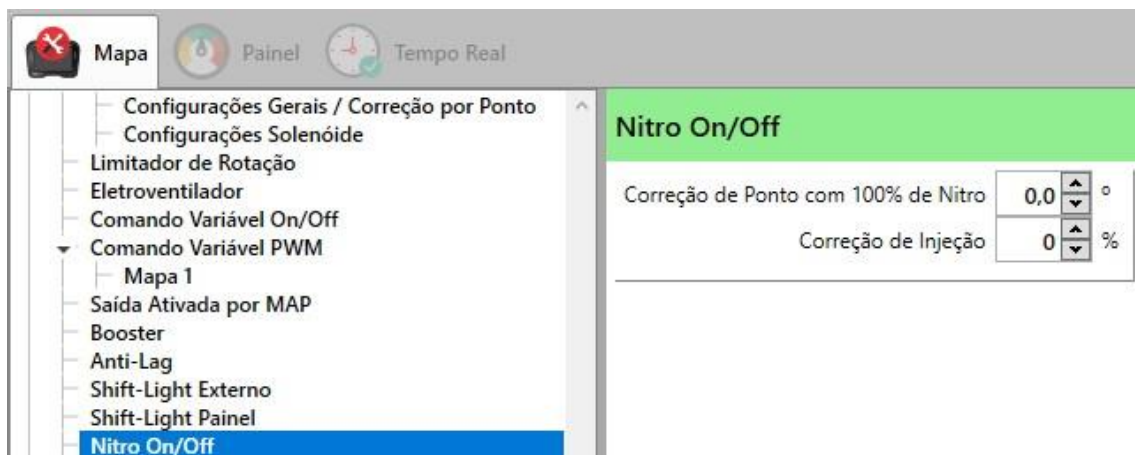 Mapa
Painel
Tempo Real
Configurações Gerais / Correção por Ponto
Configurações Solenóide
Limitador de Rotação
Eletroventilador
Comando Variável On/Off
Comando Variável PWM
Mapa 1
Saída Ativada por MAP
Booster
Anti-Lag
Shift-Light Externo
Shift-Light Painel
Nitro On/Off
Nitro On/Off
Correção de Ponto com 100% de Nitro 0,0 °
Correção de Injeção 0 %